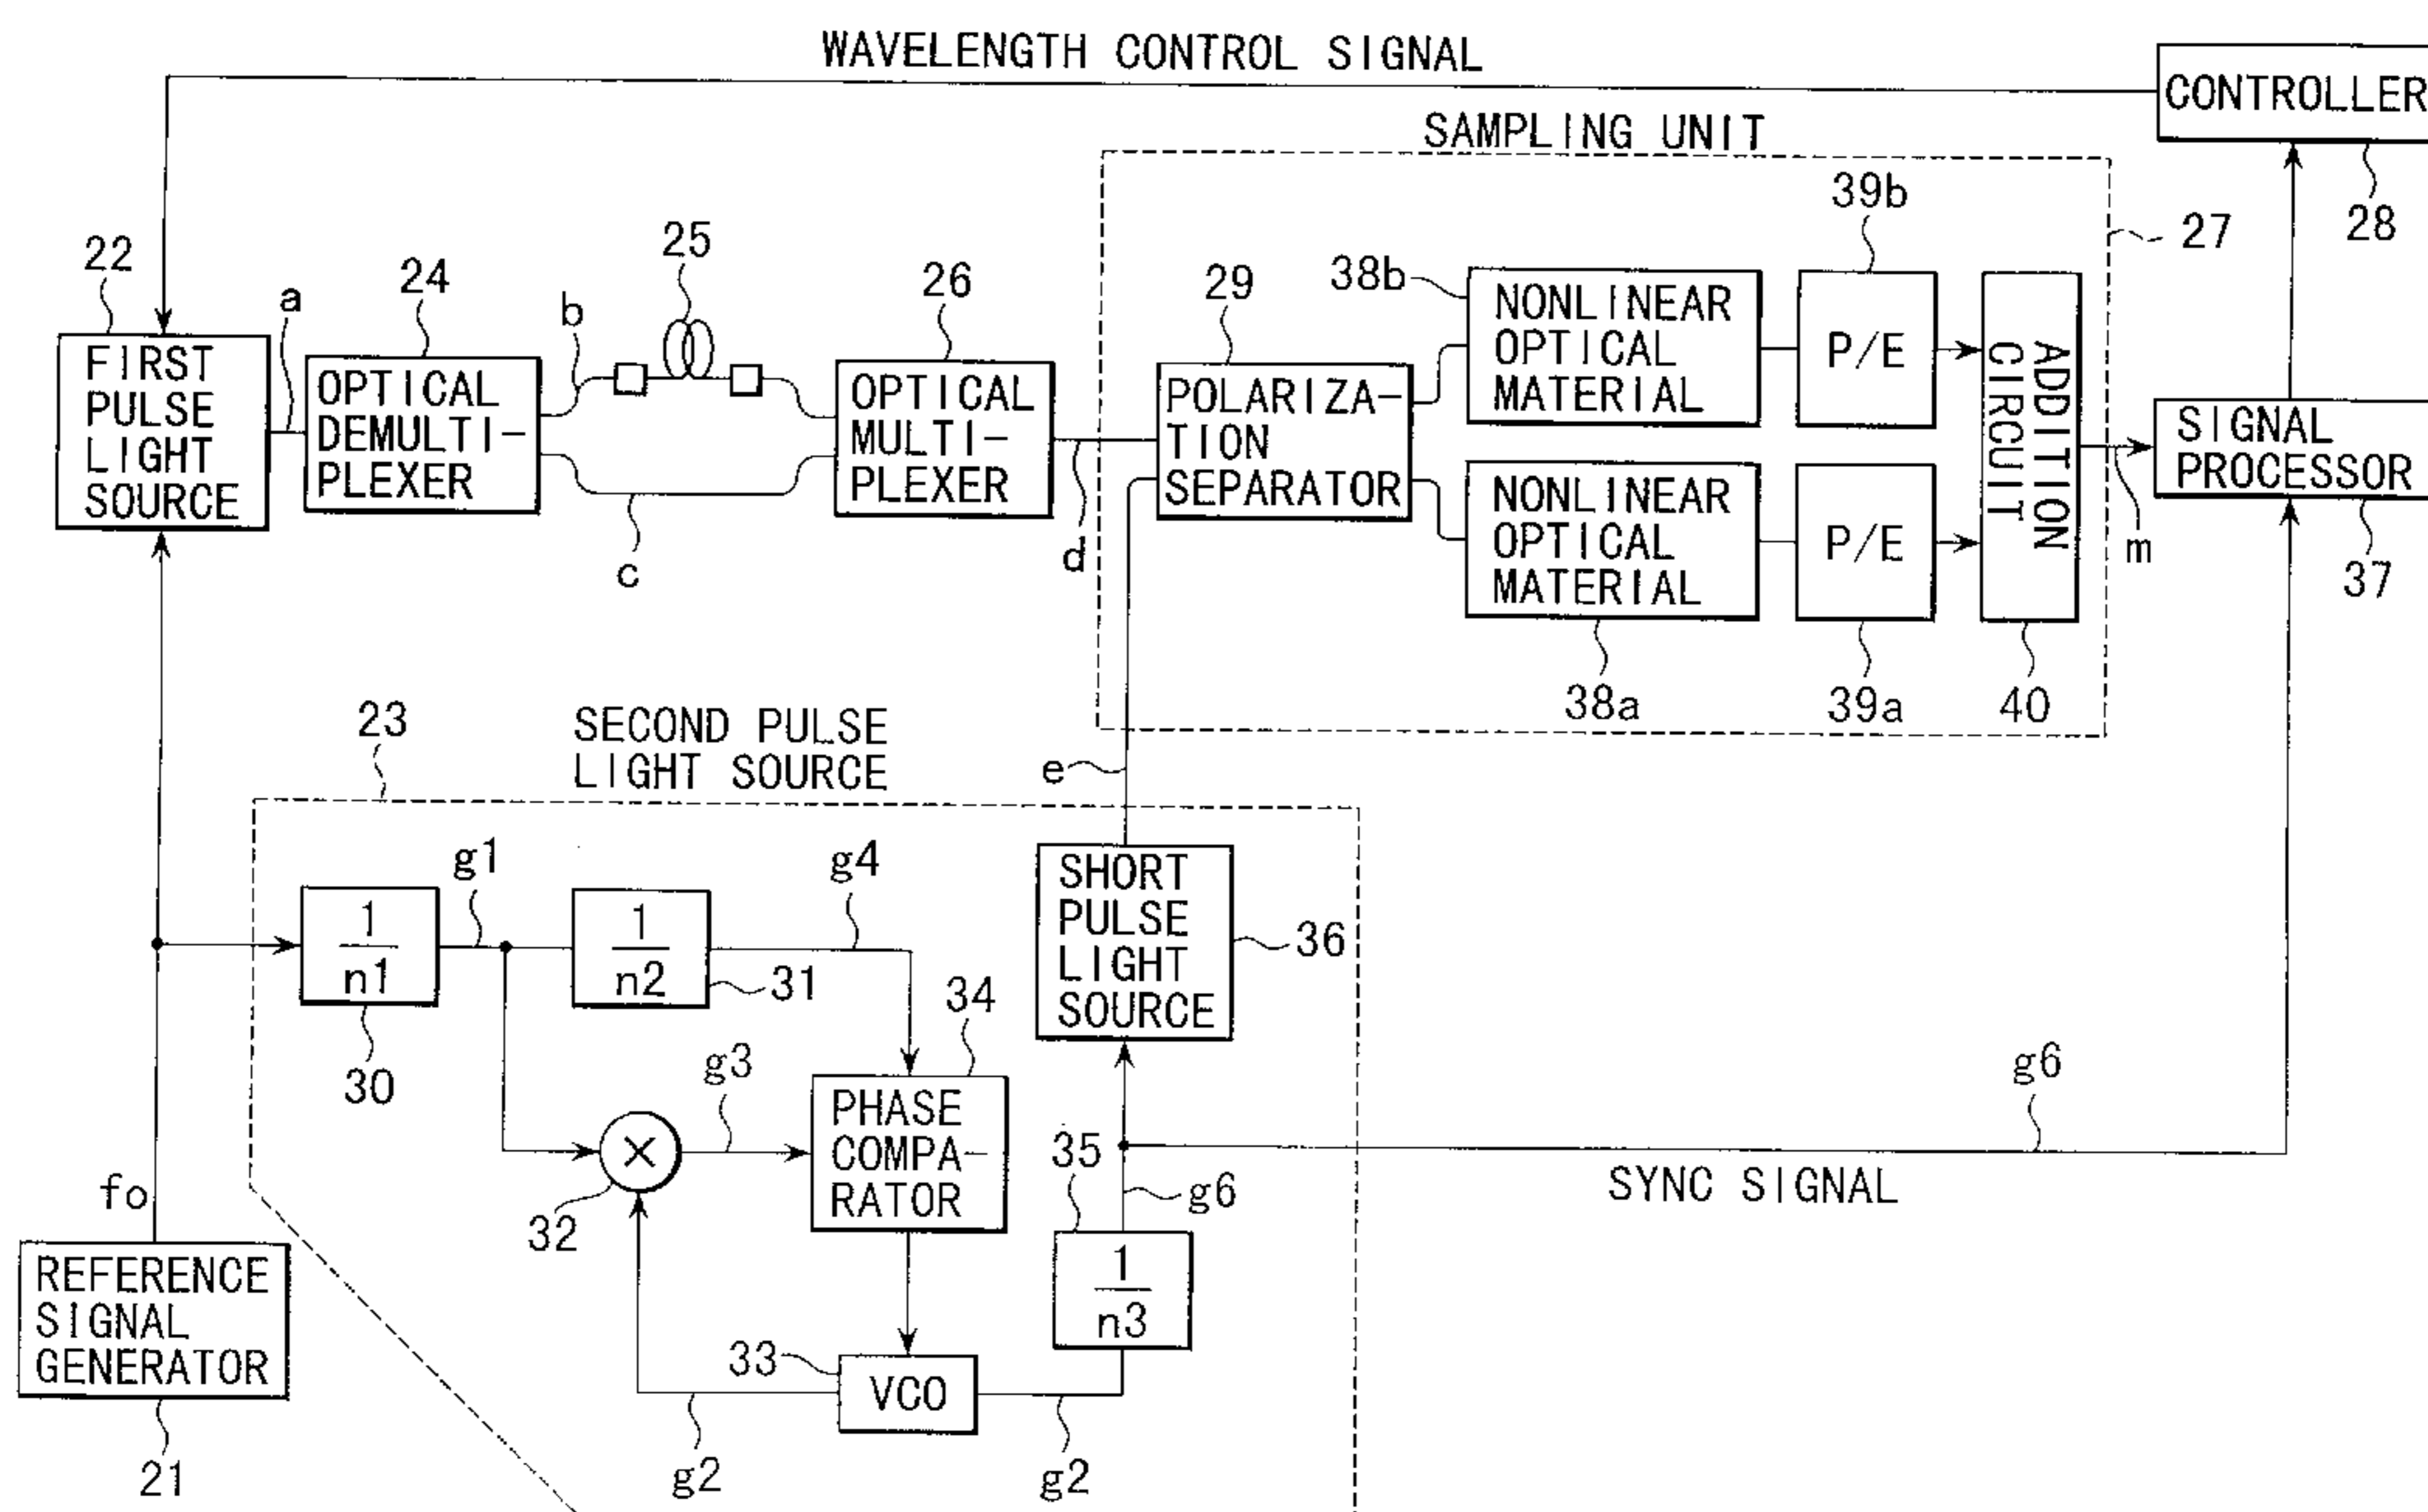 WAVELENGTH CONTROL SIGNAL
CONTROLLER
28
SAMPLING UNIT
27
22
a
24
b
25
26
29
38b
39b
FIRST
PULSE
LIGHT
SOURCE
OPTICAL
DEMULTI-
PLEXER
c
OPTICAL
MULTI-
PLEXER
d
POLARIZA-
TION
SEPARATOR
NONLINEAR
OPTICAL
MATERIAL
P/E
ADDITION
CIRCUIT
NONLINEAR
OPTICAL
MATERIAL
P/E
m
SIGNAL
PROCESSOR
37
38a
39a
40
23
SECOND PULSE
LIGHT SOURCE
e
g1
g4
1
n1
30
1
n2
31
SHORT
PULSE
LIGHT
SOURCE
36
34
g3
×
32
PHASE
COMPA-
RATOR
35
g6
g6
SYNC SIGNAL
1
n3
fo
REFERENCE
SIGNAL
GENERATOR
21
33
VCO
g2
g2